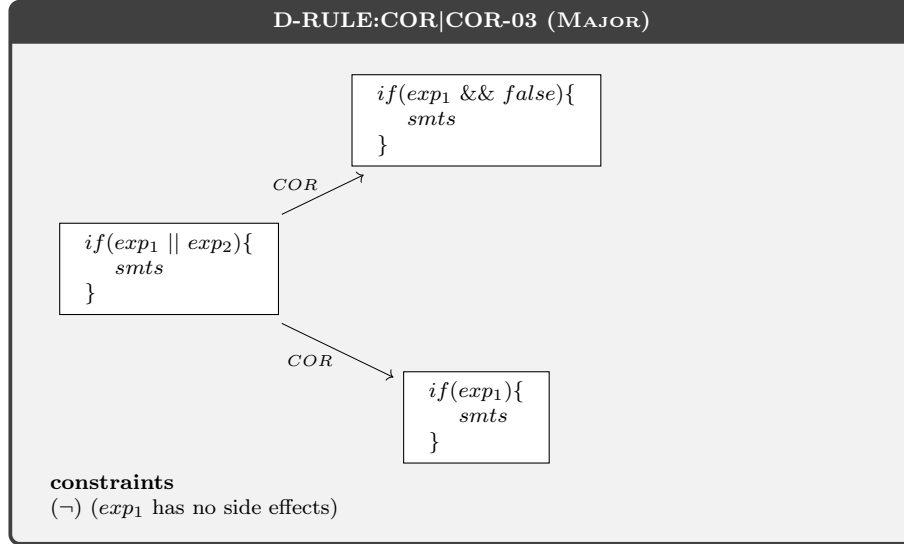 D-RULE:COR|COR-03 (MAJOR)
if(exp₁ && false){
smts
}
COR
if(exp₁ || exp₂){
smts
}
COR
if(exp₁){
smts
}
constraints
(¬) (exp₁ has no side effects)